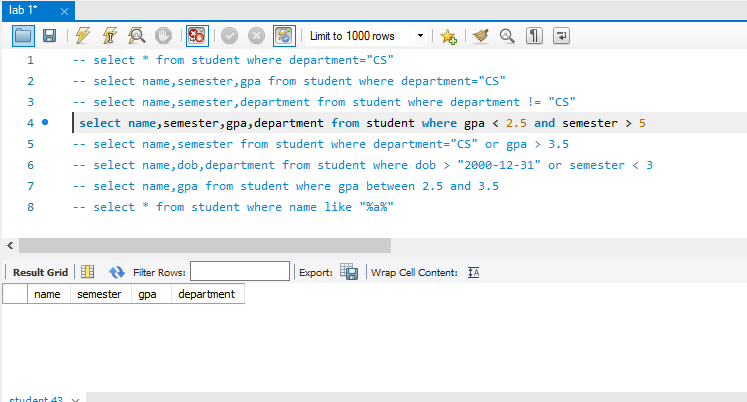 lab 1*
Limit to 1000 rows
1 -- select * from student where department="CS"
2 -- select name,semester,gpa from student where department="CS"
3 -- select name,semester,department from student where department != "CS"
4 select name,semester,gpa,department from student where gpa < 2.5 and semester > 5
5 -- select name,semester from student where department="CS" or gpa > 3.5
6 -- select name,dob,department from student where dob > "2000-12-31" or semester < 3
7 -- select name,gpa from student where gpa between 2.5 and 3.5
8 -- select * from student where name like "%a%"
Result Grid Filter Rows: Export: Wrap Cell Content:
name semester gpa department
student 43